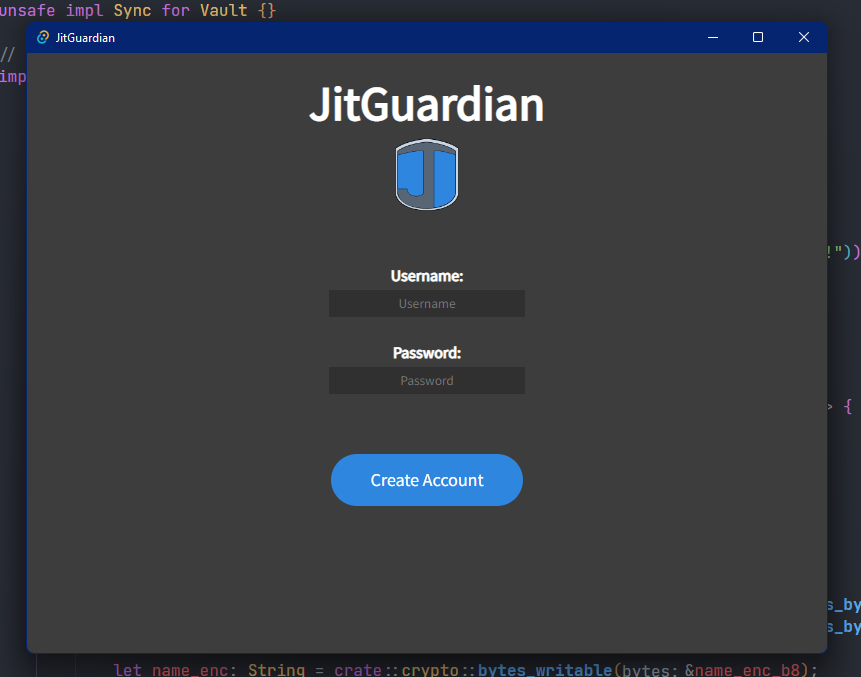 unsafe impl Sync for Vault {}
//
imp
JitGuardian
JitGuardian
JI
!"))
Username:
Username
Password:
Password
> {
Create Account
s_by
s_by
let name_enc: String = crate::crypto::bytes_writable(bytes: &name_enc_b8);